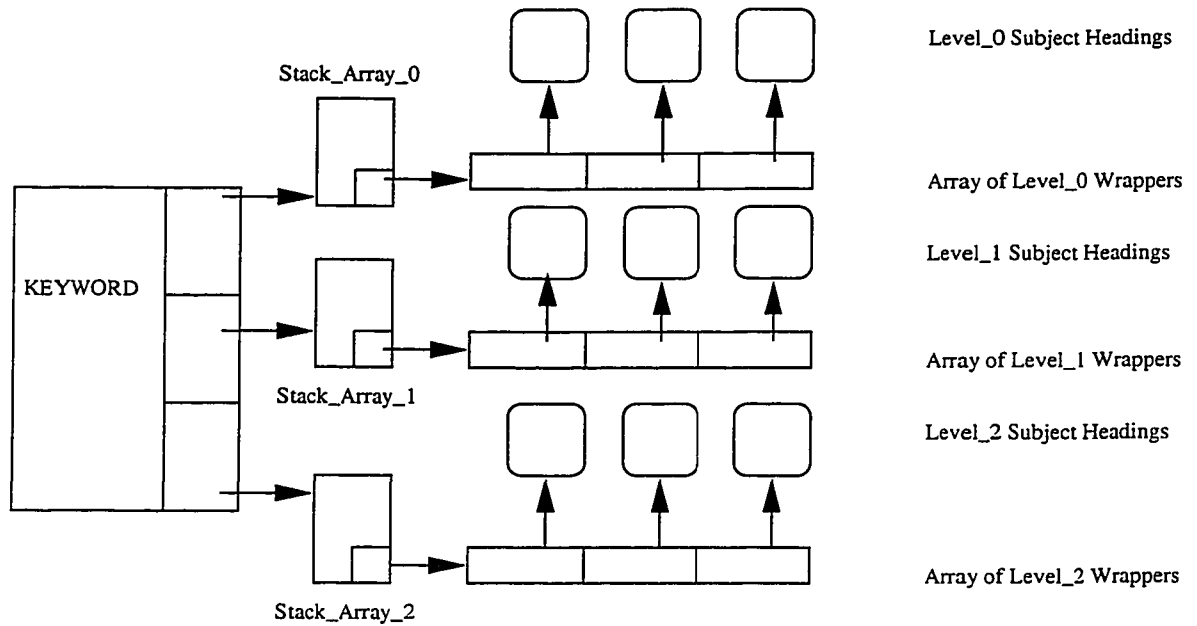 Level_0 Subject Headings
Stack_Array_0
Array of Level_0 Wrappers
Level_1 Subject Headings
KEYWORD
Array of Level_1 Wrappers
Stack_Array_1
Level_2 Subject Headings
Array of Level_2 Wrappers
Stack_Array_2